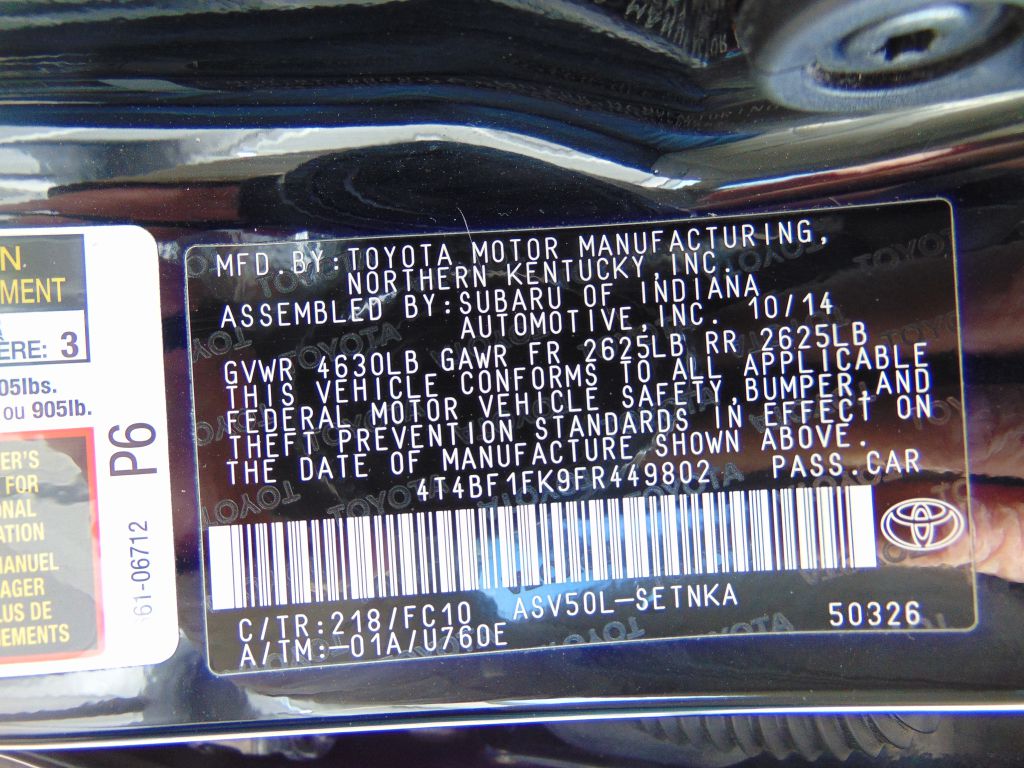 MFD.BY:TOYOTA MOTOR MANUFACTURING,
NORTHERN KENTUCKY,INC.
ASSEMBLED BY:SUBARU OF INDIANA
AUTOMOTIVE,INC. 10/14
GVWR 4630LB GAWR FR 2625LB RR 2625LB
THIS VEHICLE CONFORMS TO ALL APPLICABLE
FEDERAL MOTOR VEHICLE SAFETY,BUMPER,AND
THEFT PREVENTION STANDARDS IN EFFECT ON
THE DATE OF MANUFACTURE SHOWN ABOVE.
4T4BF1FK9FR449802 PASS.CAR
C/TR:218/FC10 ASV50L-SETNKA
A/TM:-01A/U760E 50326
MENT
ERE: 3
05lbs.
ou 905lb.
ER'S
T FOR
ONAL
ATION
MANUEL
AGER
LUS DE
GEMENTS
P6
61-06712